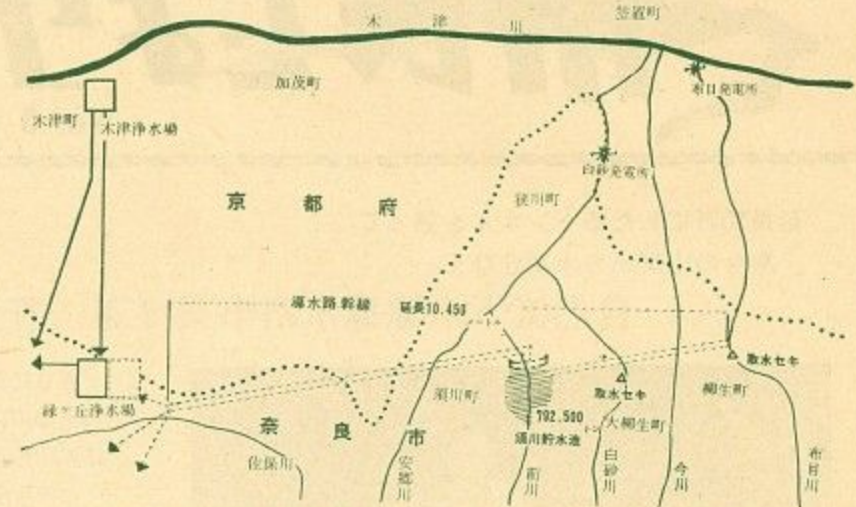 笠置町
木津川
加茂町
布目発電所
木津町
木津浄水場
白砂発電所
狭川町
京都府
導水路幹線 延長10.450
取水セキ
須川町
取水セキ
柳生町
緑ヶ丘浄水場
792.500
トン
大柳生町
奈良市
須川貯水池
佐保川
安郷川
前川
白砂川
今川
布目川